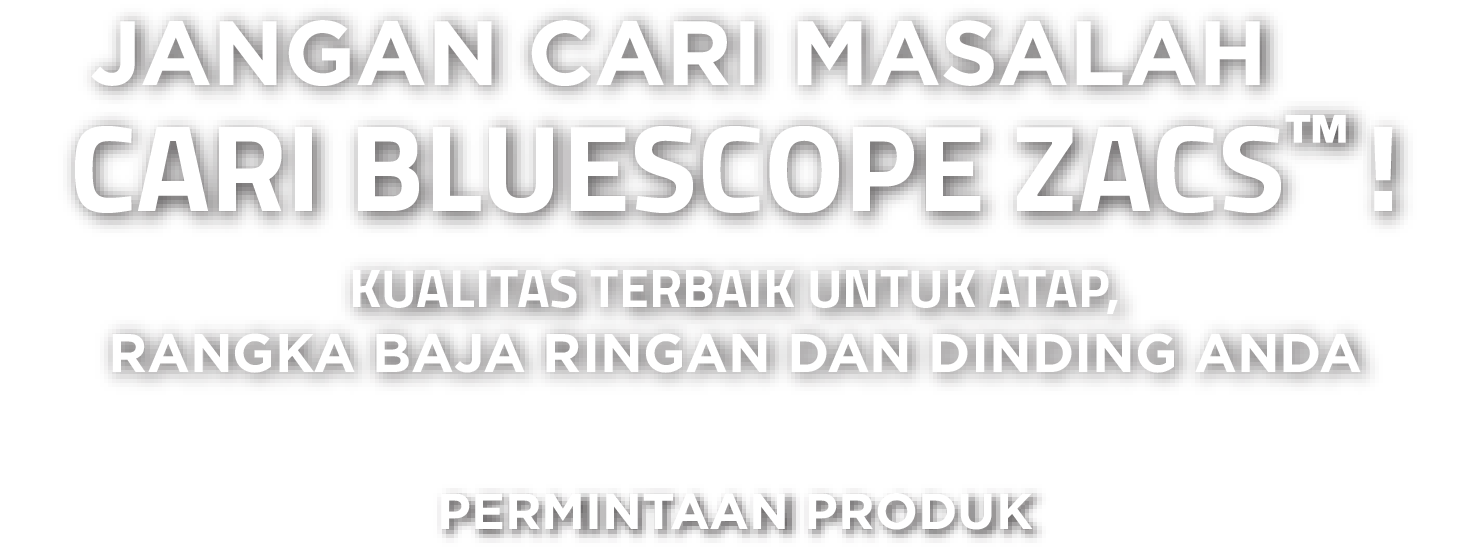 JANGAN CARI MASALAH
CARI BLUESCOPE ZACS™ !
KUALITAS TERBAIK UNTUK ATAP,
RANGKA BAJA RINGAN DAN DINDING ANDA
PERMINTAAN PRODUK